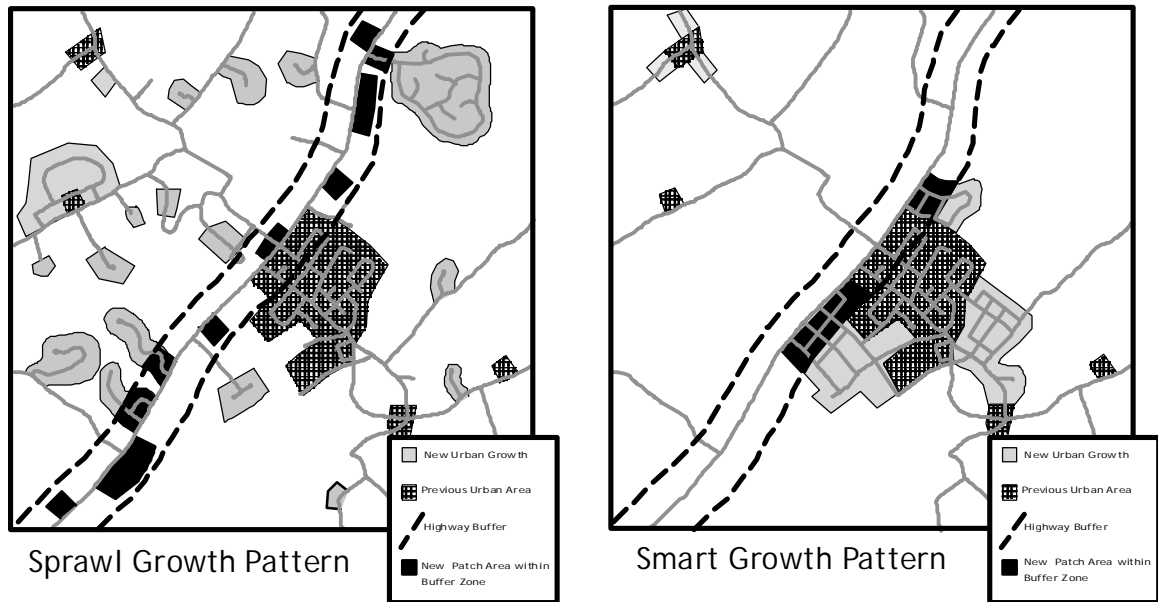 New Urban Growth
Previous Urban Area
Highway Buffer
New Patch Area within
Buffer Zone
Sprawl Growth Pattern
New Urban Growth
Previous Urban Area
Highway Buffer
New Patch Area within
Buffer Zone
Smart Growth Pattern